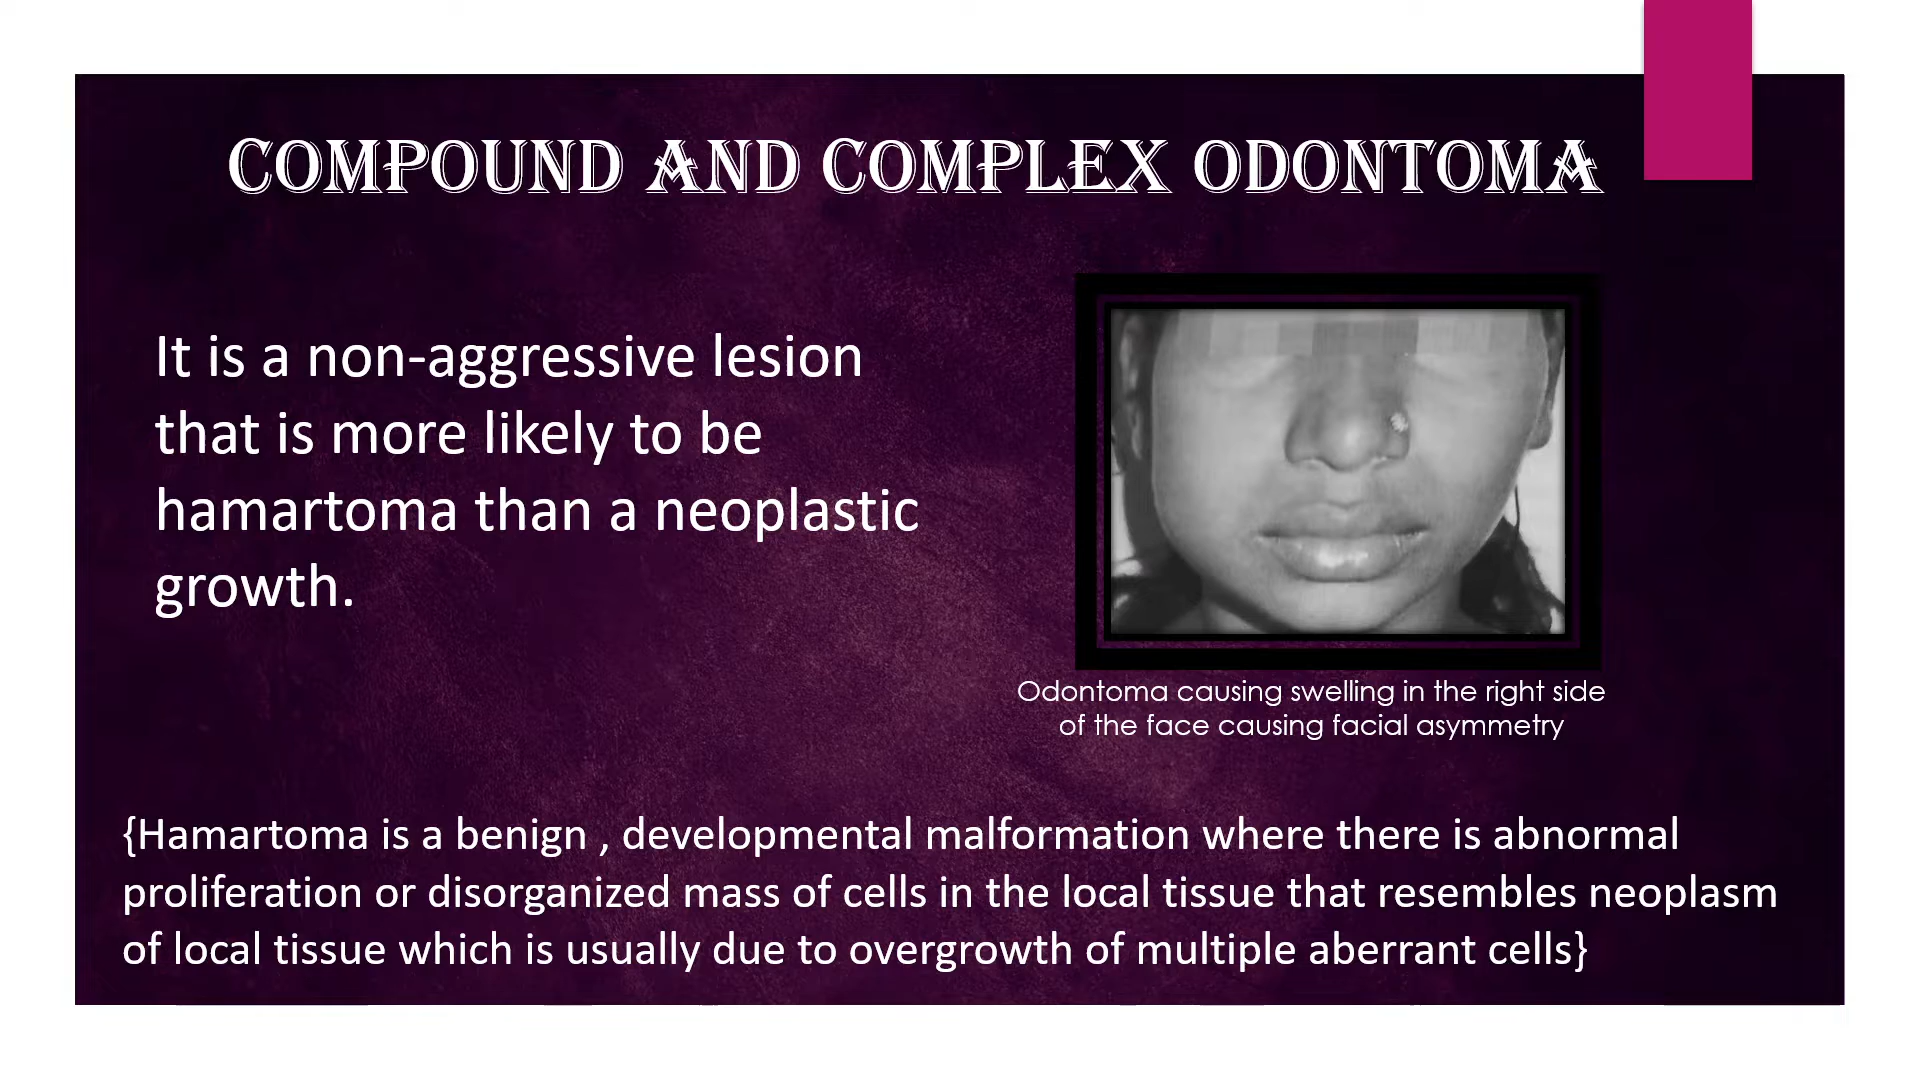 COMPOUND AND COMPLEX ODONTOMA
It is a non-aggressive lesion
that is more likely to be
hamartoma than a neoplastic
growth.
Odontoma causing swelling in the right side
of the face causing facial asymmetry
{Hamartoma is a benign , developmental malformation where there is abnormal
proliferation or disorganized mass of cells in the local tissue that resembles neoplasm
of local tissue which is usually due to overgrowth of multiple aberrant cells}